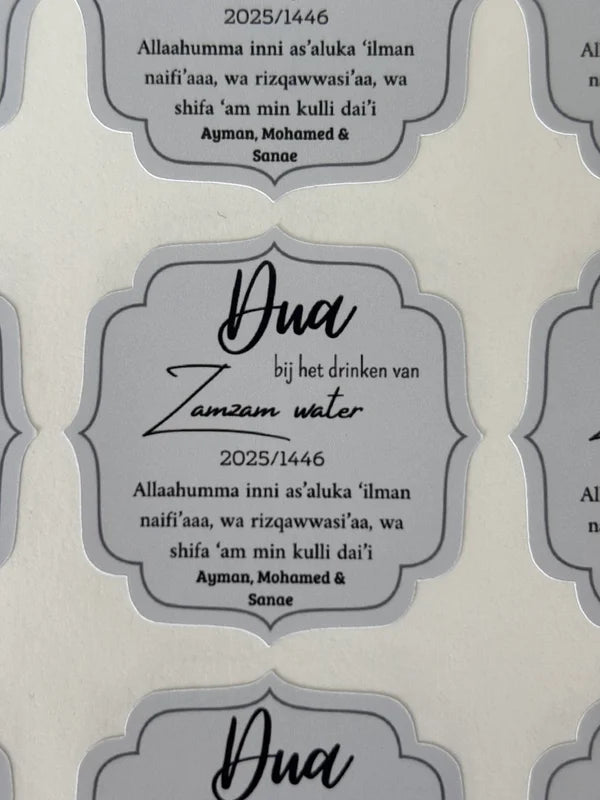 2025/1446
Allaahumma inni as'aluka 'ilman
naifi'aaa, wa rizqawwasi'aa, wa
shifa 'am min kulli dai'i
Ayman, Mohamed &
Sanae
Dua
bij het drinken van
Zamzam water
2025/1446
Allaahumma inni as'aluka 'ilman
naifi'aaa, wa rizqawwasi'aa, wa
shifa 'am min kulli dai'i
Ayman, Mohamed &
Sanae
Dua